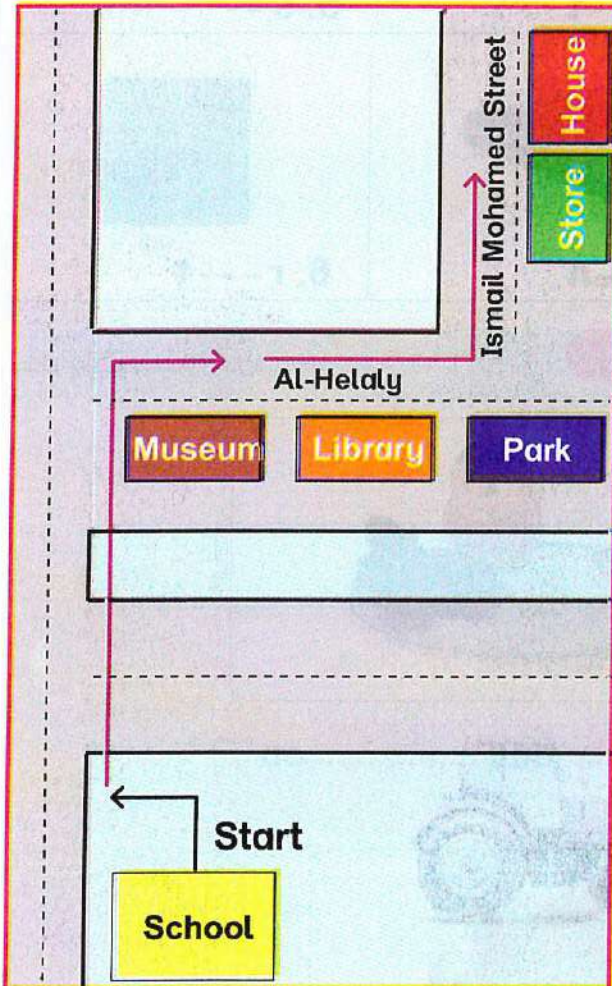 House
Store
Ismail Mohamed Street
Al-Helaly
Museum
Library
Park
Start
School